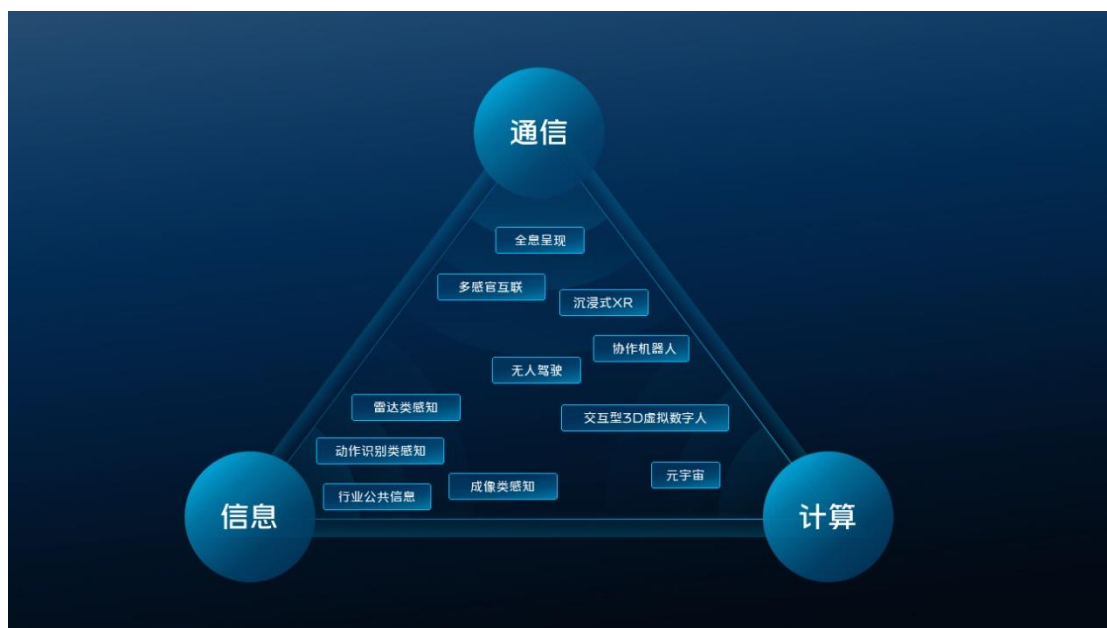 通信
全息呈现
多感官互联
沉浸式XR
协作机器人
无人驾驶
雷达类感知
交互型3D虚拟数字人
动作识别类感知
元宇宙
成像类感知
行业公共信息
信息
计算